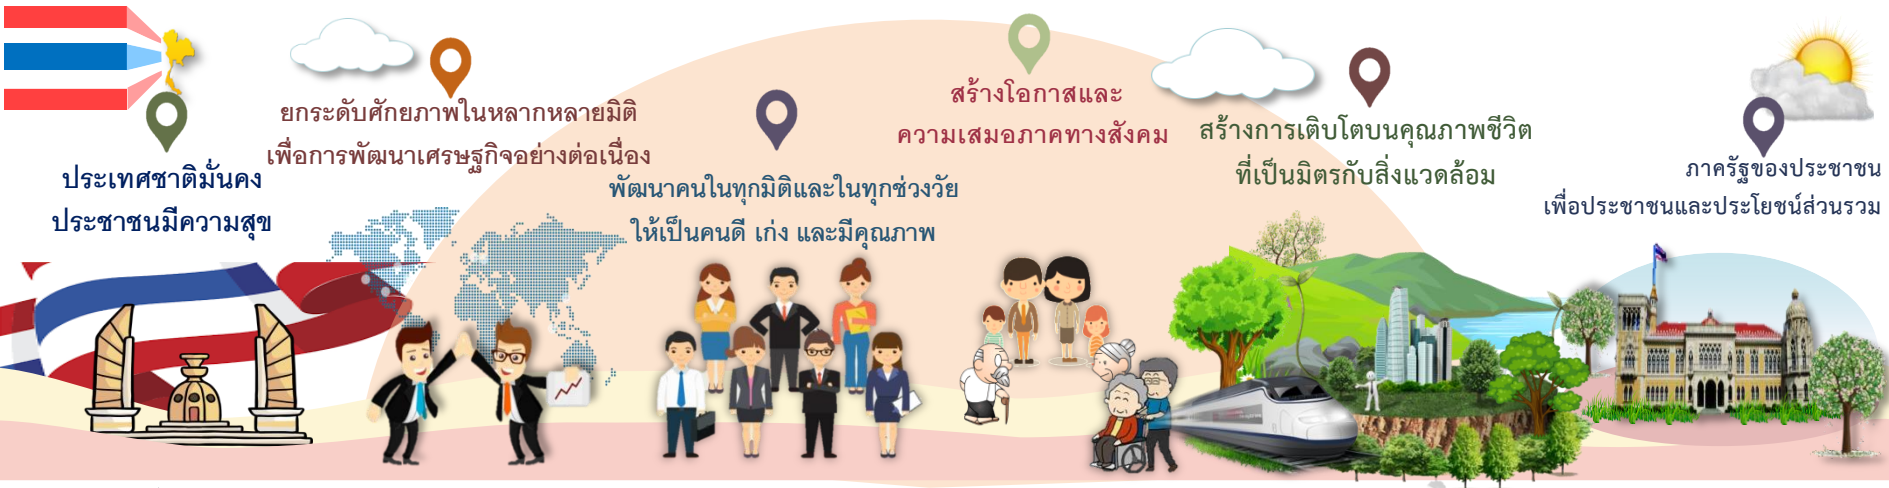 ประเทศชาติมั่นคง
ประชาชนมีความสุข
ยกระดับศักยภาพในหลากหลายมิติ
เพื่อการพัฒนาเศรษฐกิจอย่างต่อเนื่อง
พัฒนาคนในทุกมิติและในทุกช่วงวัย
ให้เป็นคนดี เก่ง และมีคุณภาพ
สร้างโอกาสและ
ความเสมอภาคทางสังคม
สร้างการเติบโตบนคุณภาพชีวิต
ที่เป็นมิตรกับสิ่งแวดล้อม
ภาครัฐของประชาชน
เพื่อประชาชนและประโยชน์ส่วนรวม